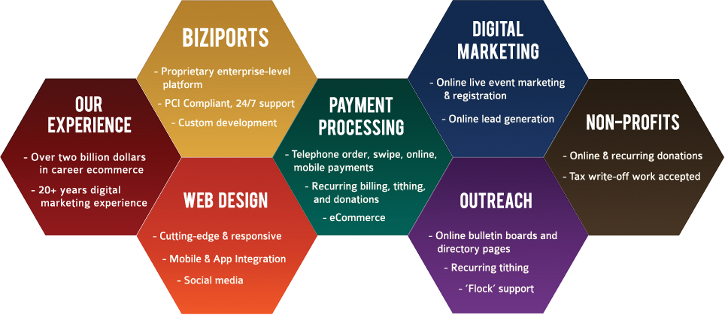 OUR
EXPERIENCE
- Over two billion dollars
in career ecommerce
- 20+ years digital
marketing experience
BIZIPORTS
- Proprietary enterprise-level
platform
- PCI Compliant, 24/7 support
- Custom development
WEB DESIGN
- Cutting-edge & responsive
- Mobile & App Integration
- Social media
PAYMENT
PROCESSING
- Telephone order, swipe, online,
mobile payments
- Recurring billing, tithing,
and donations
- eCommerce
DIGITAL
MARKETING
- Online live event marketing
& registration
- Online lead generation
OUTREACH
- Online bulletin boards and
directory pages
- Recurring tithing
- ‘Flock’ support
NON-PROFITS
- Online & recurring donations
- Tax write-off work accepted